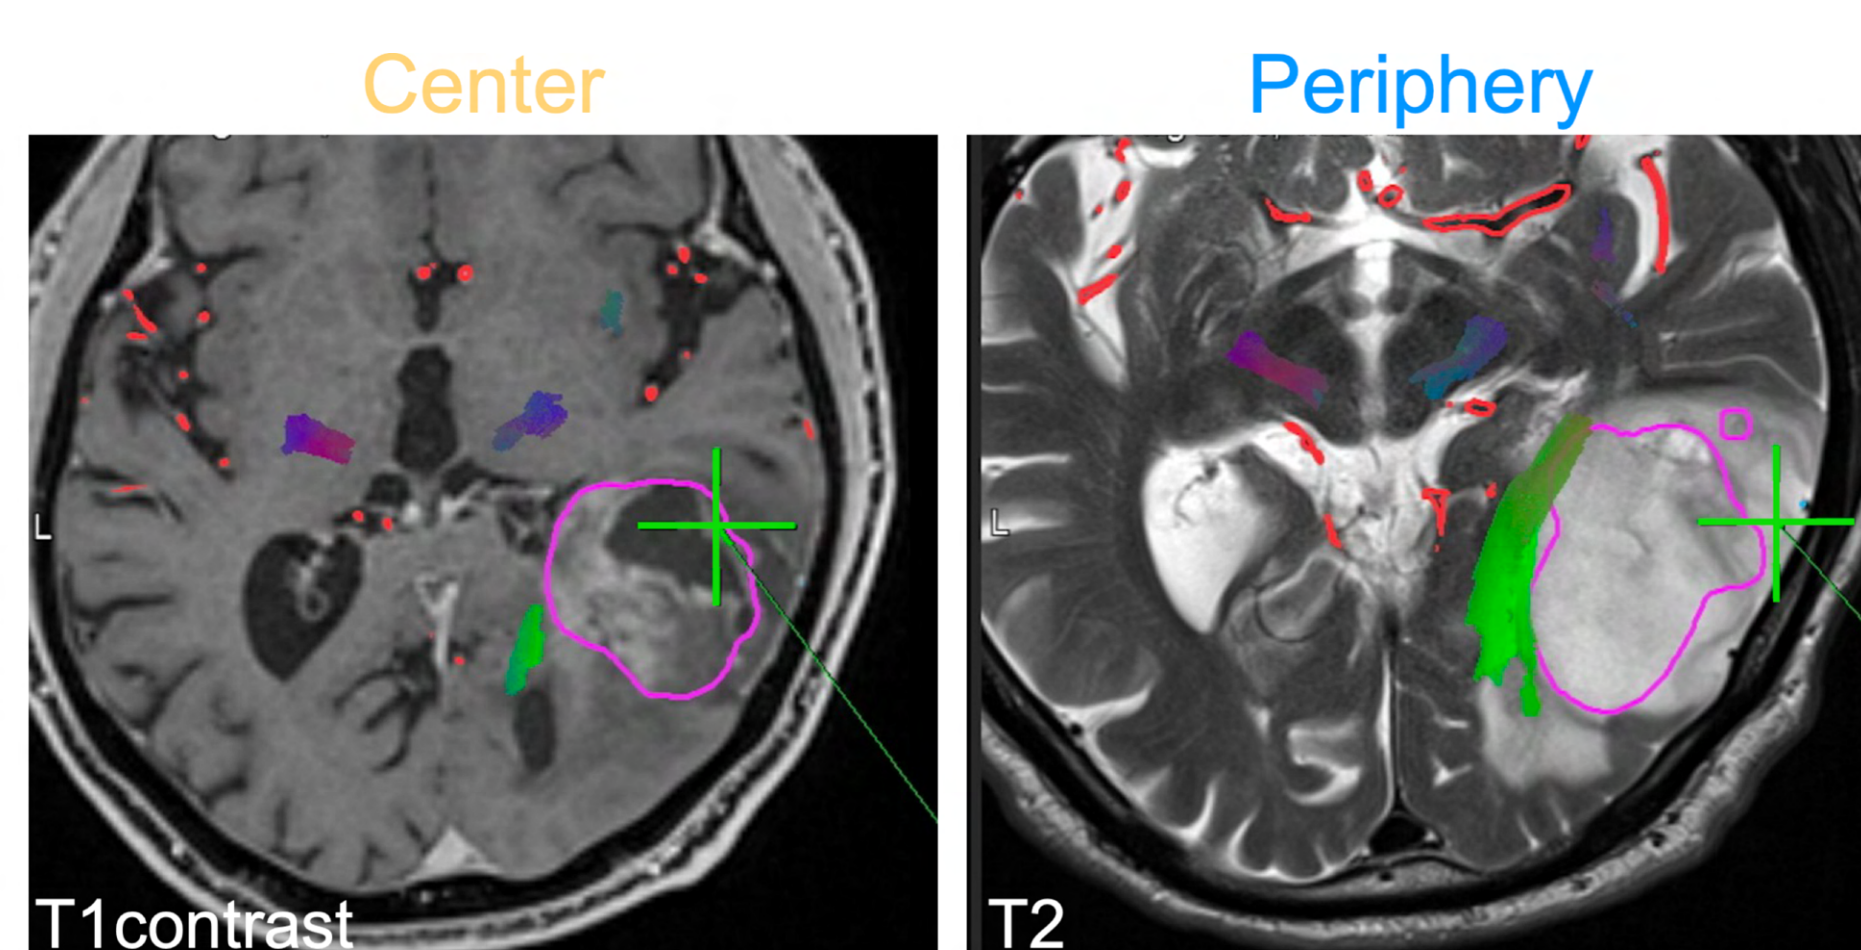 Center
Periphery
L
L
T1contrast
T2